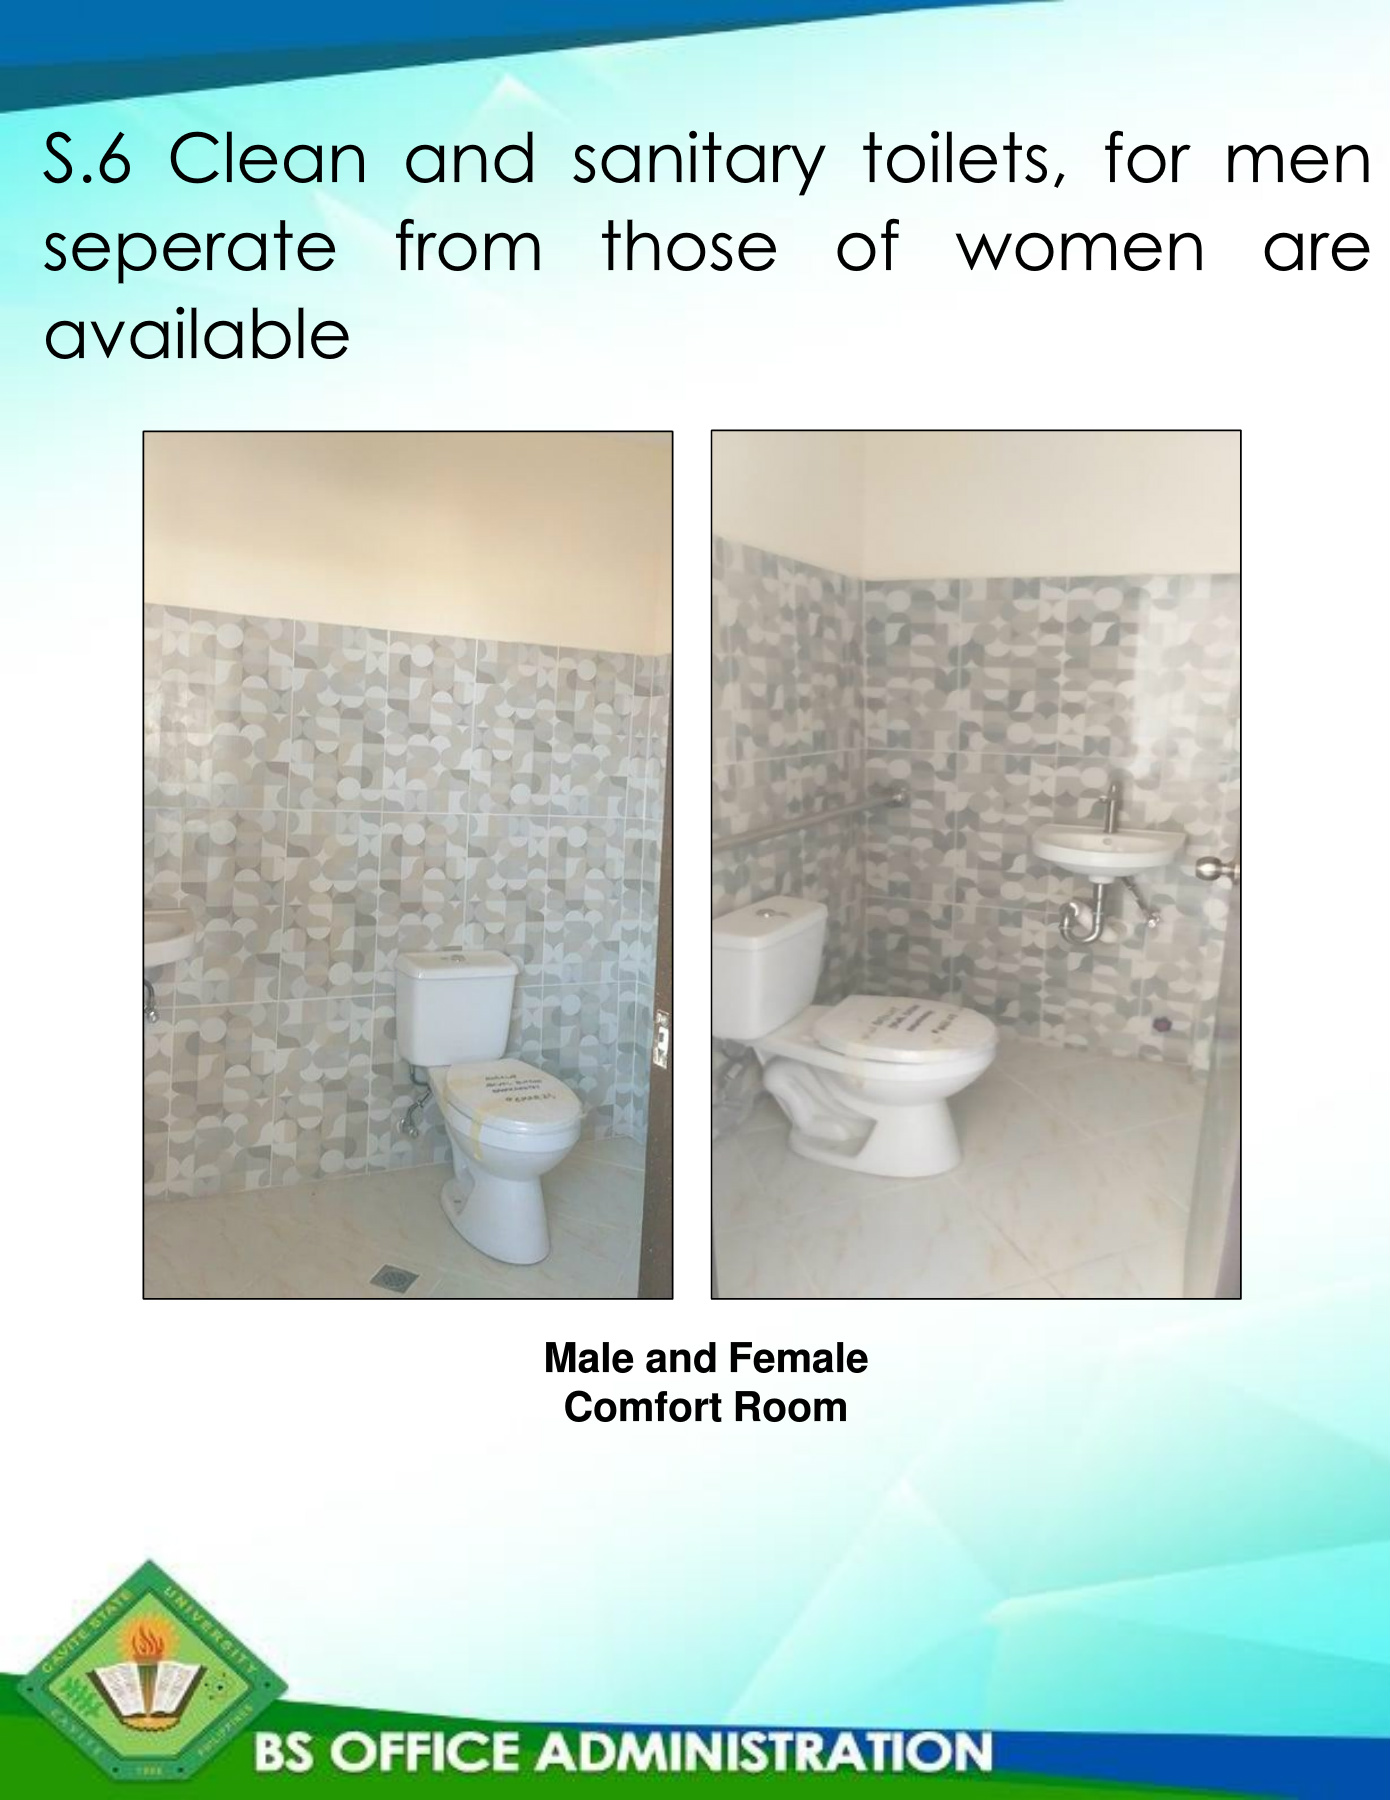 S.6 Clean and sanitary toilets, for men
seperate from those of women are
available
Male and Female
Comfort Room
CAVITE STATE UNIVERSITY
CAVITE
PHILIPPINES
1906
BS OFFICE ADMINISTRATION